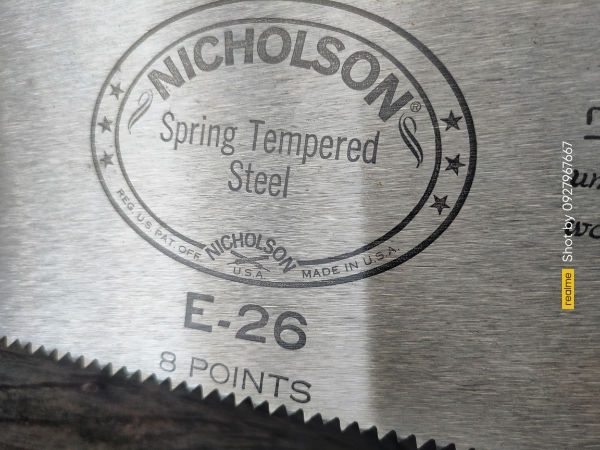 NICHOLSON®
Spring Tempered
Steel
REG. U.S. PAT. OFF.
NICHOLSON
U.S.A.
MADE IN U.S.A.
E-26
8 POINTS
realme Shot by 0927967667